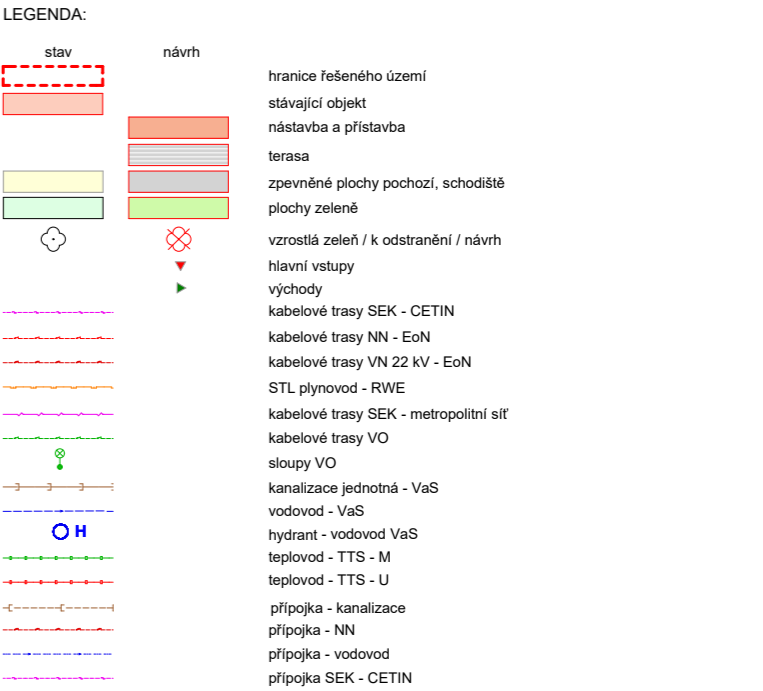 LEGENDA:
stav návrh
hranice řešeného území
stávající objekt
nástavba a přístavba
terasa
zpevněné plochy pochozí, schodiště
plochy zeleně
vzrostlá zeleň / k odstranění / návrh
hlavní vstupy
východy
kabelové trasy SEK - CETIN
kabelové trasy NN - EoN
kabelové trasy VN 22 kV - EoN
STL plynovod - RWE
kabelové trasy SEK - metropolitní síť
kabelové trasy VO
sloupy VO
kanalizace jednotná - VaS
vodovod - VaS
H hydrant - vodovod VaS
teplovod - TTS - M
teplovod - TTS - U
přípojka - kanalizace
přípojka - NN
přípojka - vodovod
přípojka SEK - CETIN